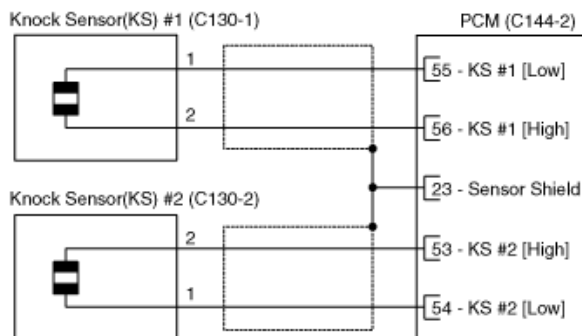 Knock Sensor(KS) #1 (C130-1)
PCM (C144-2)
1
55 - KS #1 [Low]
2
56 - KS #1 [High]
23 - Sensor Shield
Knock Sensor(KS) #2 (C130-2)
2
53 - KS #2 [High]
1
54 - KS #2 [Low]